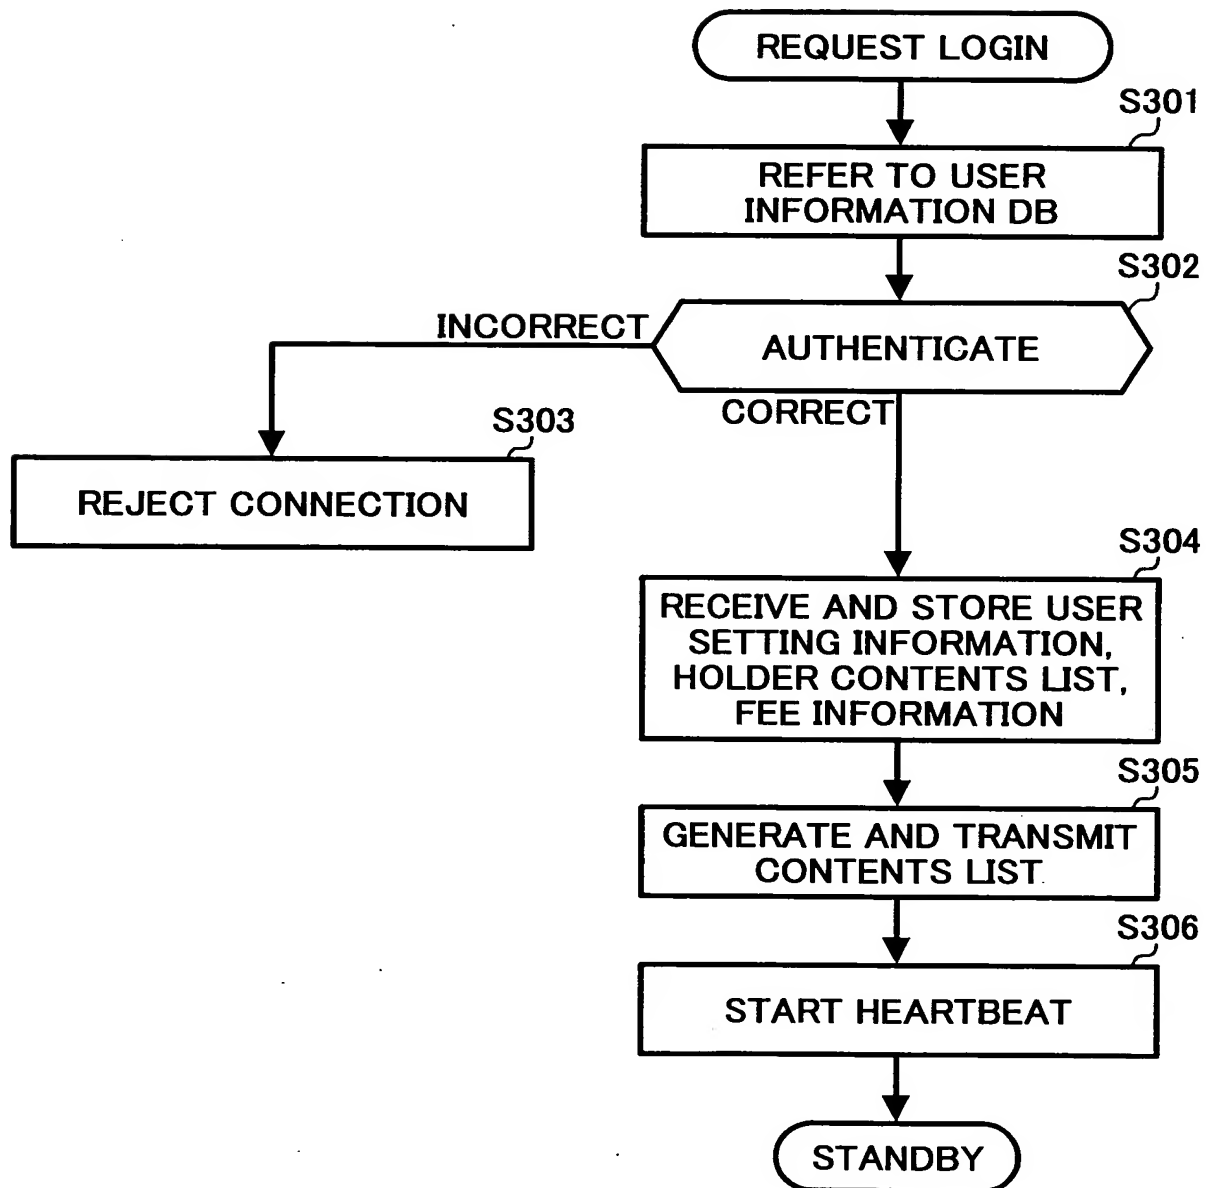 REQUEST LOGIN
S301
REFER TO USER
INFORMATION DB
S302
INCORRECT
AUTHENTICATE
CORRECT
S303
REJECT CONNECTION
S304
RECEIVE AND STORE USER
SETTING INFORMATION,
HOLDER CONTENTS LIST,
FEE INFORMATION
S305
GENERATE AND TRANSMIT
CONTENTS LIST
S306
START HEARTBEAT
STANDBY